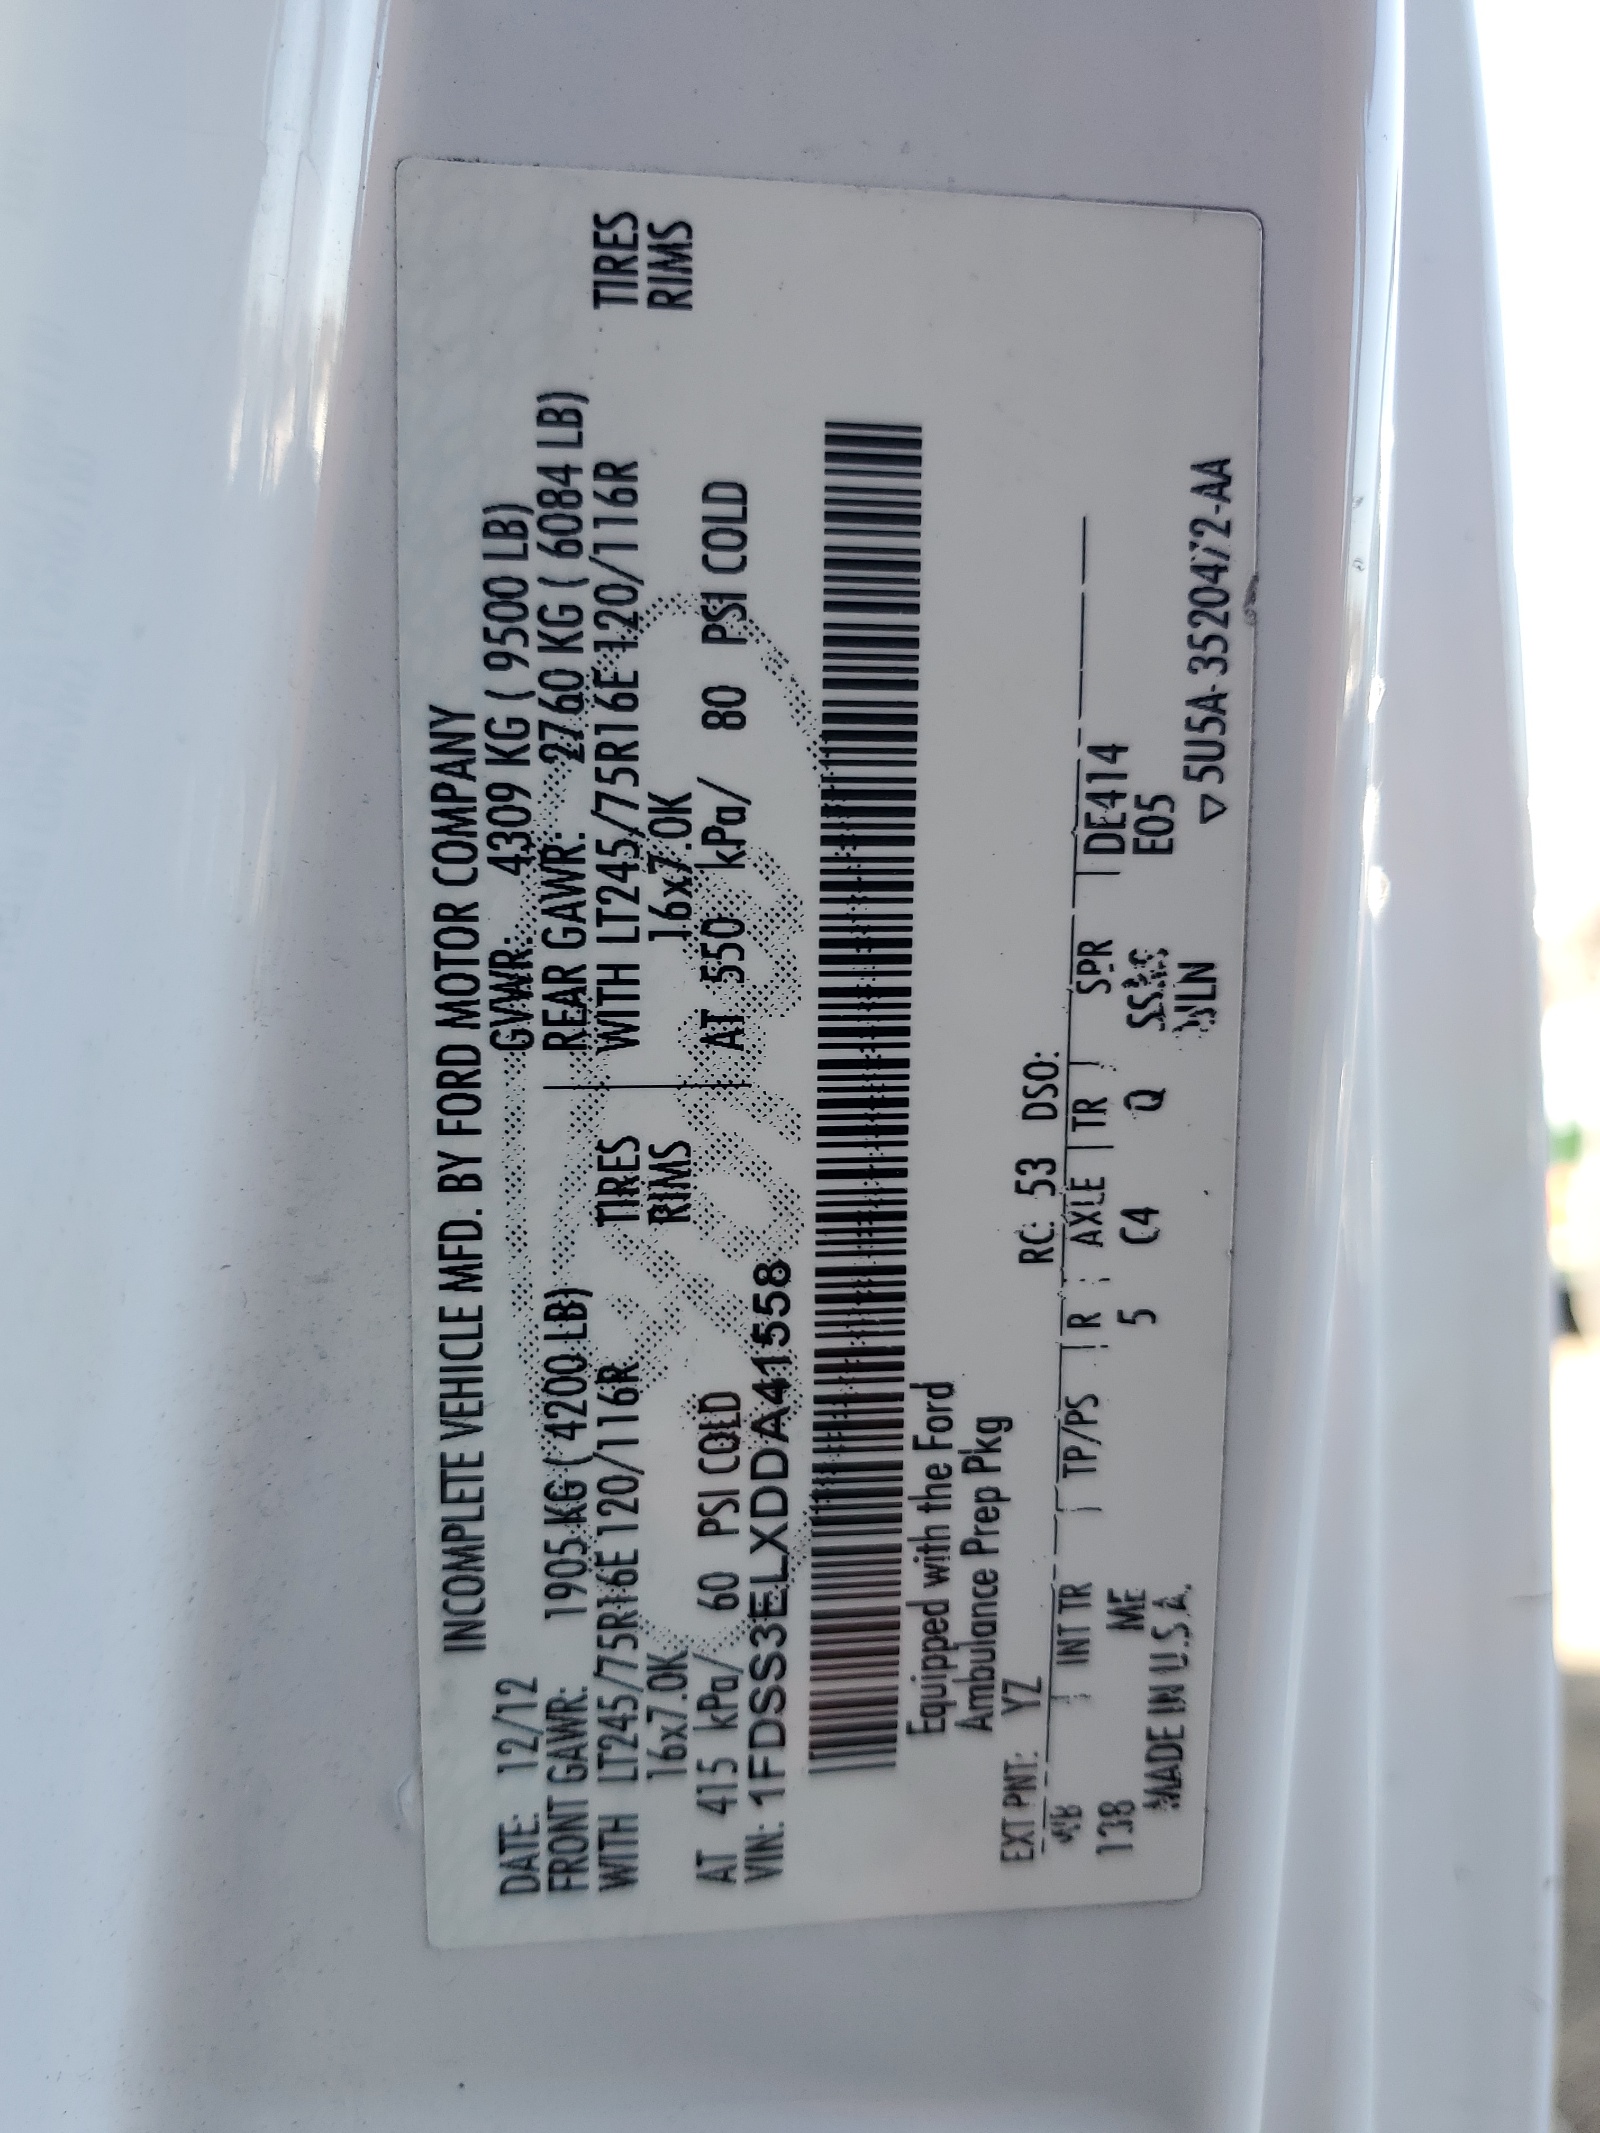 INCOMPLETE VEHICLE MFD. BY FORD MOTOR COMPANY
DATE: 12/12 GVWR: 4309 KG ( 9500 LB)
FRONT GAWR: 1905 KG ( 4200 LB) REAR GAWR: 2760 KG ( 6084 LB)
WITH LT245/75R16E 120/116R TIRES WITH LT245/75R16E 120/116R TIRES
16x7.0K RIMS 16x7.0K RIMS
AT 415 kPa/ 60 PSI COLD AT 550 kPa/ 80 PSI COLD
VIN: 1FDSS3ELXDDA41558
Equipped with the Ford
Ambulance Prep Pkg
EXT PNT: YZ RC: 53 DSO:
WB INT TR TP/PS R AXLE TR SPR DE414
138 ME 5 C4 Q E05
MADE IN U.S.A. WLN
▽ 5U5A-3520472-AA